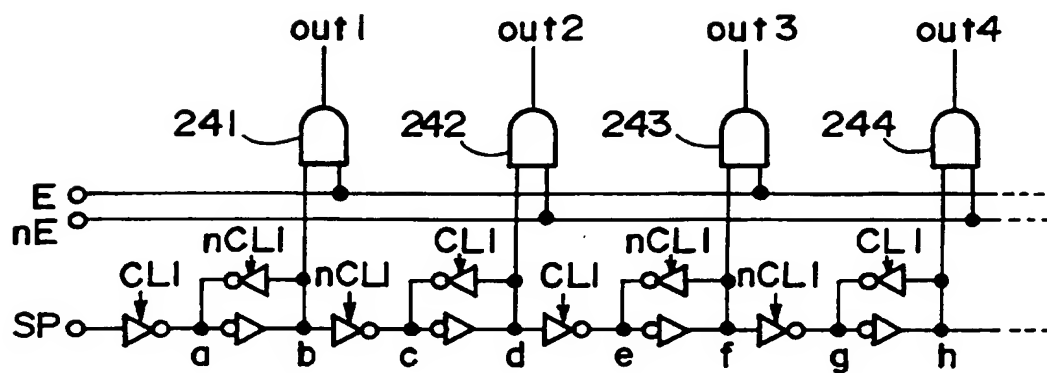 out1 out2 out3 out4
241 242 243 244
E
nE
nCL1 CL1 nCL1 CL1
CL1 nCL1 CL1 nCL1
SP
a b c d e f g h